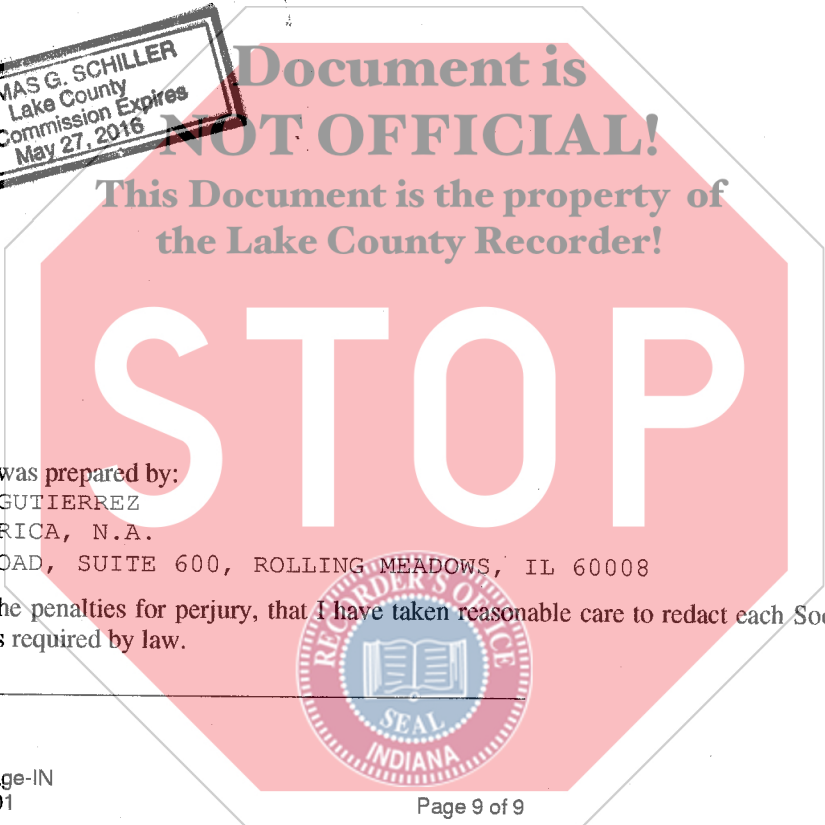 MAS G. SCHILLER
Lake County
Commission Expires
May 27, 2016
Document is
NOT OFFICIAL!
This Document is the property of
the Lake County Recorder!
STOP
was prepared by:
GUTIERREZ
RICA, N.A.
OAD, SUITE 600, ROLLING MEADOWS, IL 60008
he penalties for perjury, that I have taken reasonable care to redact each Soc
s required by law.
RECORDER'S OFFICE
SEAL
INDIANA
ge-IN
01
Page 9 of 9